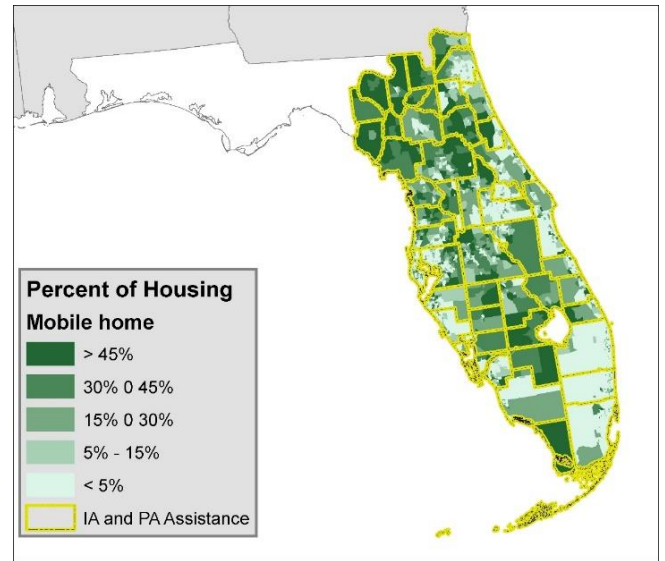 Percent of Housing
Mobile home
> 45%
30% 0 45%
15% 0 30%
5% - 15%
< 5%
IA and PA Assistance